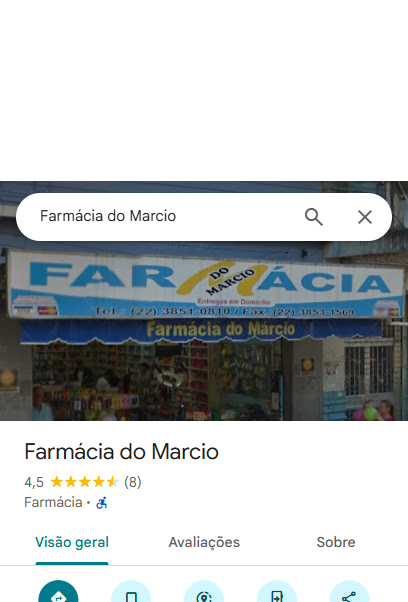 Farmácia do Marcio
FARMÁCIA
DO
MARCIO
Entregas em Domicílio
Tel: (22) 3851-0810 / Fax: (22) 3853-1569
Farmácia do Márcio
Farmácia do Marcio
4,5 (8)
Farmácia ·
Visão geral Avaliações Sobre